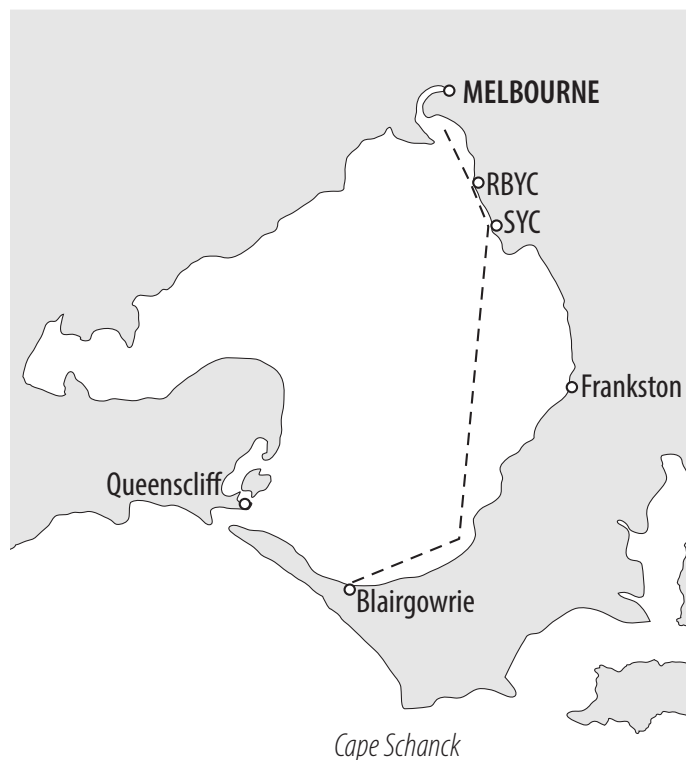 MELBOURNE
RBYC
SYC
Frankston
Queenscliff
Blairgowrie
Cape Schanck